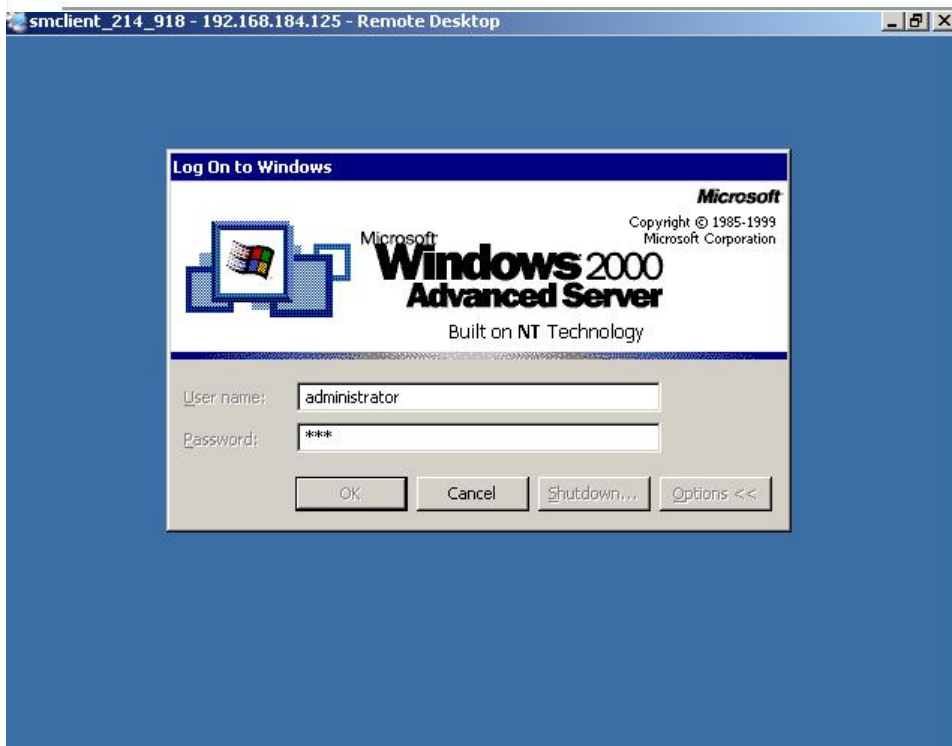 smclient_214_918 - 192.168.184.125 - Remote Desktop
Log On to Windows
Microsoft
Copyright © 1985-1999
Microsoft Corporation
Microsoft
Windows 2000
Advanced Server
Built on NT Technology
User name: administrator
Password: ***
OK Cancel Shutdown... Options <<